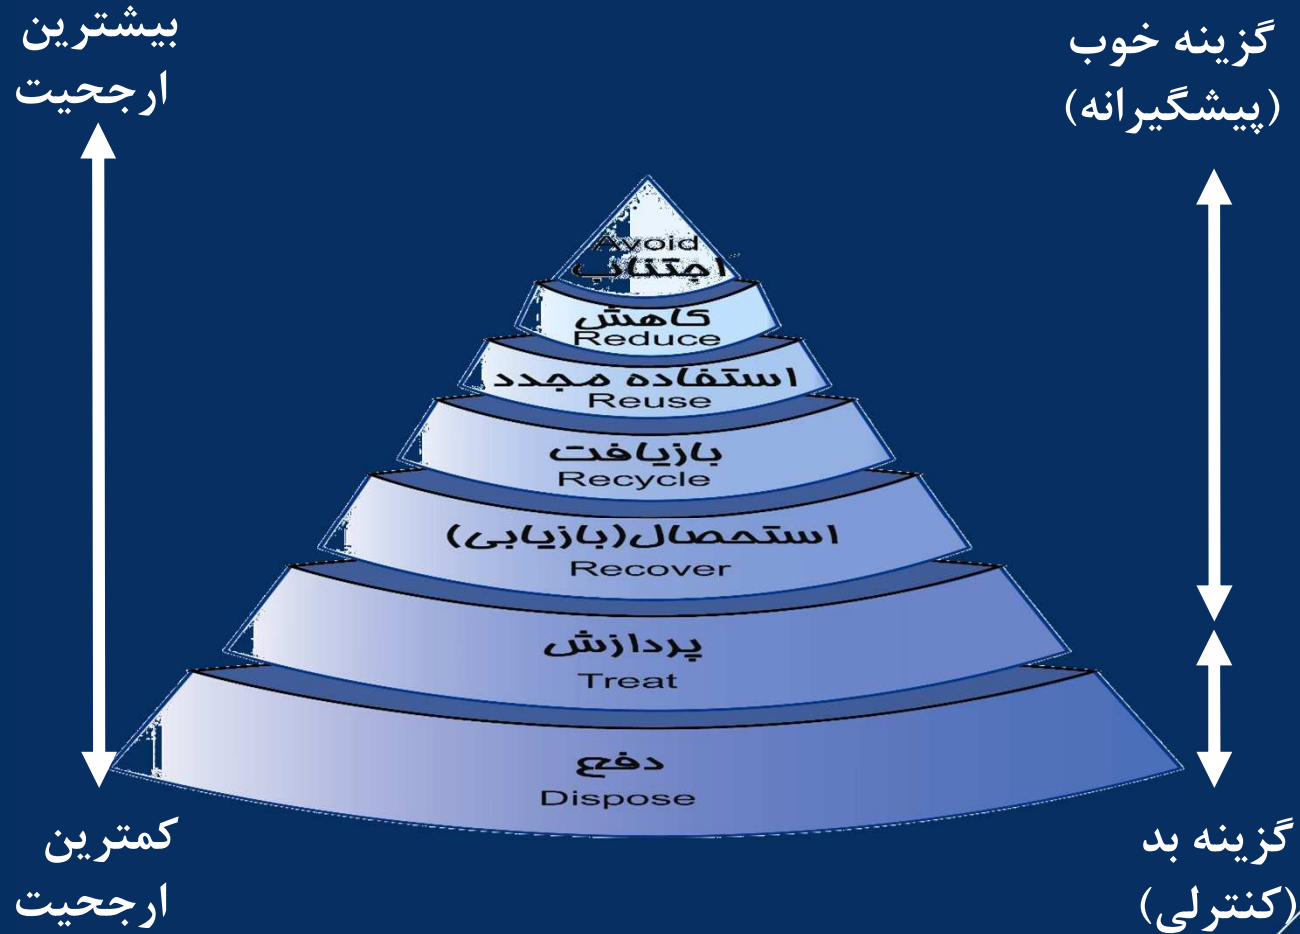 بیشترین
ارجحیت
گزینه خوب
(پیشگیرانه)
Avoid
اجتناب
کاهش
Reduce
استفاده مجدد
Reuse
بازیافت
Recycle
استحصال(بازیابی)
Recover
پردازش
Treat
دفع
Dispose
کمترین
ارجحیت
گزینه بد
(کنترلی)